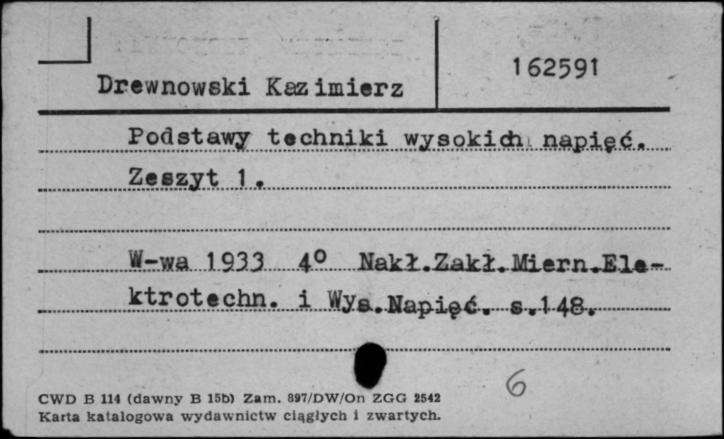 162591
Drewnowski Kazimierz
Podstawy techniki wysokich napięć.
Zeszyt 1.
W-wa 1933 4° Nakł.Zakł.Miern.Ele-
ktrotechn. i Wys.Napięć. s.148.
6
CWD B 114 (dawny B 15b) Zam. 897/DW/On ZGG 2542
Karta katalogowa wydawnictw ciągłych i zwartych.